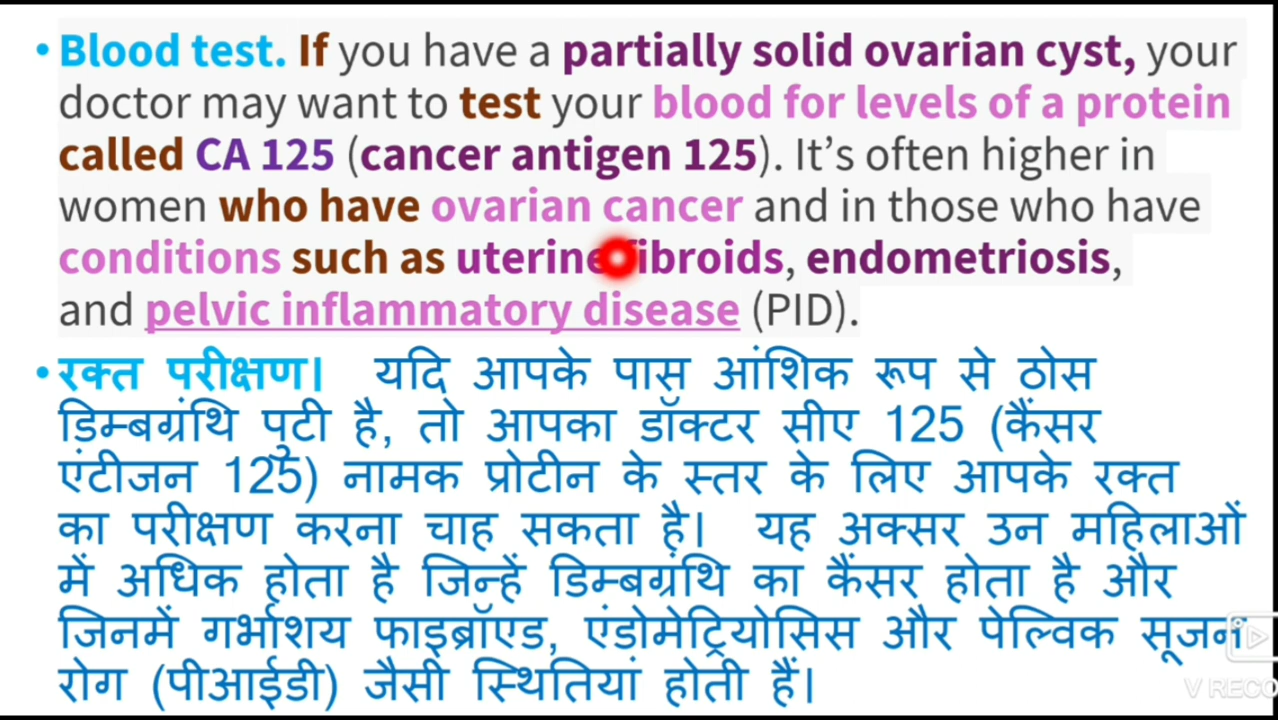 • Blood test. If you have a partially solid ovarian cyst, your
doctor may want to test your blood for levels of a protein
called CA 125 (cancer antigen 125). It’s often higher in
women who have ovarian cancer and in those who have
conditions such as uterine fibroids, endometriosis,
and pelvic inflammatory disease (PID).
• रक्त परीक्षण। यदि आपके पास आंशिक रूप से ठोस
डिम्बग्रंथि पुटी है, तो आपका डॉक्टर सीए 125 (कैंसर
एंटीजन 125) नामक प्रोटीन के स्तर के लिए आपके रक्त
का परीक्षण करना चाह सकता है। यह अक्सर उन महिलाओं
में अधिक होता है जिन्हें डिम्बग्रंथि का कैंसर होता है और
जिनमें गर्भाशय फाइब्रॉएड, एंडोमेट्रियोसिस और पेल्विक सूजन
रोग (पीआईडी) जैसी स्थितियां होती हैं।
V RECO